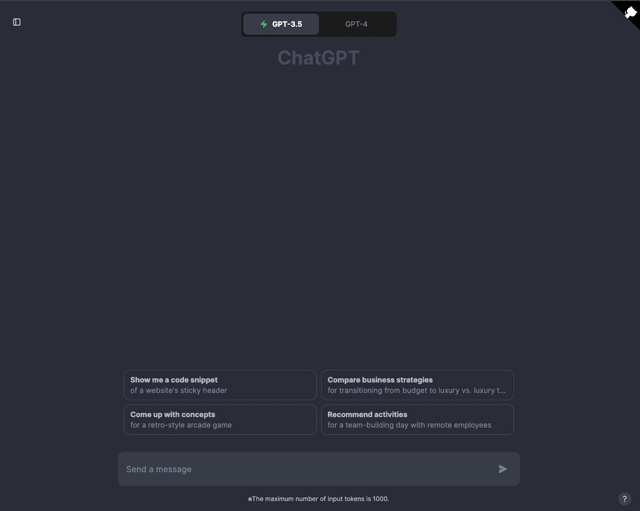 GPT-3.5
GPT-4
ChatGPT
Show me a code snippet
of a website's sticky header
Compare business strategies
for transitioning from budget to luxury vs. luxury t...
Come up with concepts
for a retro-style arcade game
Recommend activities
for a team-building day with remote employees
Send a message
※The maximum number of input tokens is 1000.
?